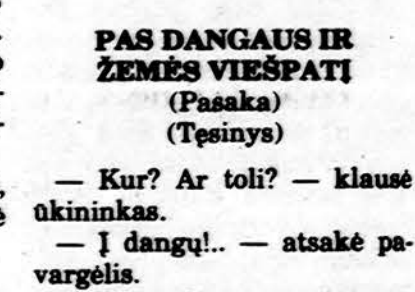 PAS DANGAUS IR
ŽEMĖS VIEŠPATĮ
(Pasaka)
(Tęsinys)
— Kur? Ar toli? — klausė
ūkininkas.
— Į dangų!.. — atsakė pa-
vargėlis.